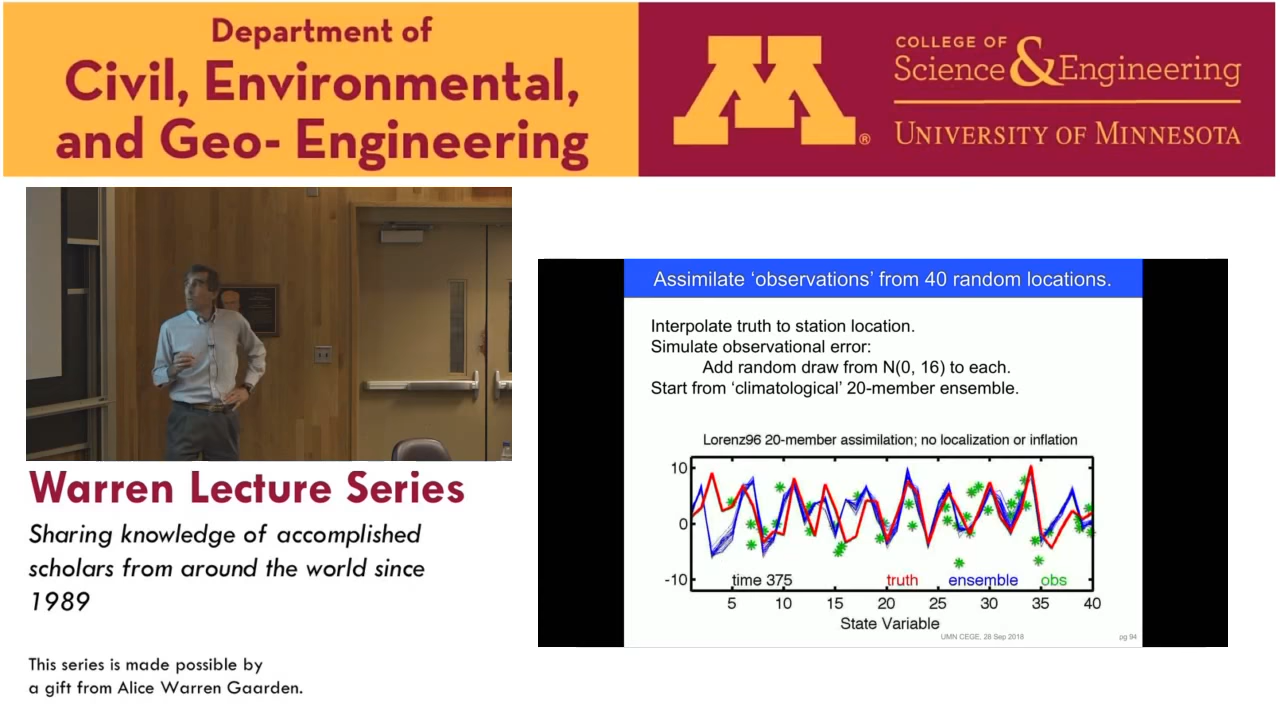 Department of
Civil, Environmental,
and Geo- Engineering
M
®
COLLEGE OF
Science & Engineering
UNIVERSITY OF MINNESOTA
Warren Lecture Series
Sharing knowledge of accomplished
scholars from around the world since
1989
This series is made possible by
a gift from Alice Warren Gaarden.
Assimilate ‘observations’ from 40 random locations.
Interpolate truth to station location.
Simulate observational error:
Add random draw from N(0, 16) to each.
Start from ‘climatological’ 20-member ensemble.
Lorenz96 20-member assimilation; no localization or inflation
10
0
-10
time 375 truth ensemble obs
5 10 15 20 25 30 35 40
State Variable
UMN CEGE, 28 Sep 2018 pg 94